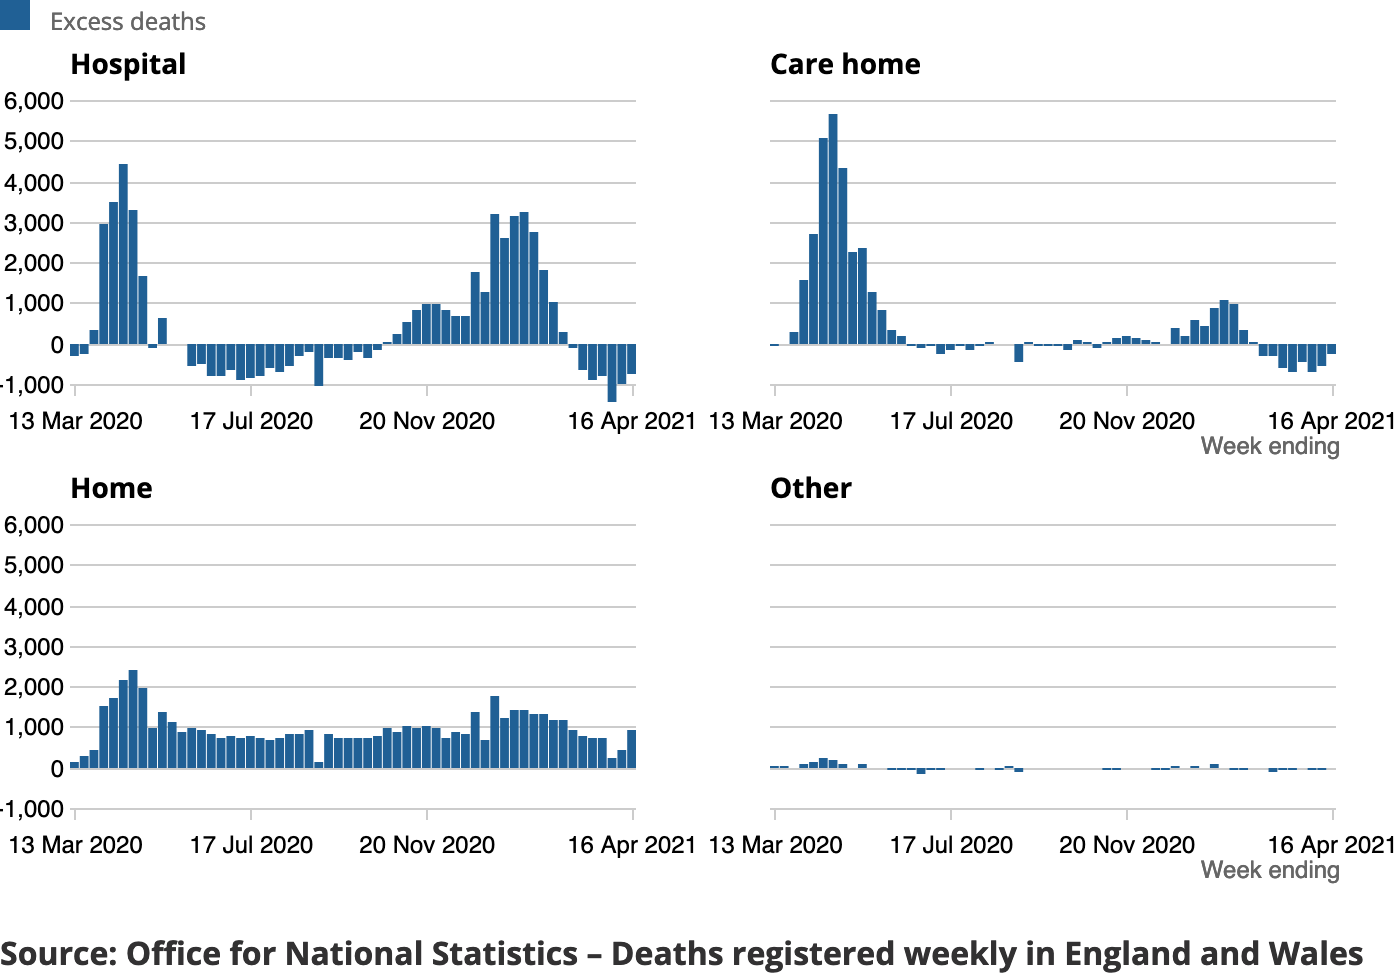 Excess deaths
Hospital
Care home
6,000
5,000
4,000
3,000
2,000
1,000
0
-1,000
13 Mar 2020 17 Jul 2020 20 Nov 2020 16 Apr 2021
13 Mar 2020 17 Jul 2020 20 Nov 2020 16 Apr 2021
Week ending
Home
Other
6,000
5,000
4,000
3,000
2,000
1,000
0
-1,000
13 Mar 2020 17 Jul 2020 20 Nov 2020 16 Apr 2021
13 Mar 2020 17 Jul 2020 20 Nov 2020 16 Apr 2021
Week ending
Source: Office for National Statistics – Deaths registered weekly in England and Wales